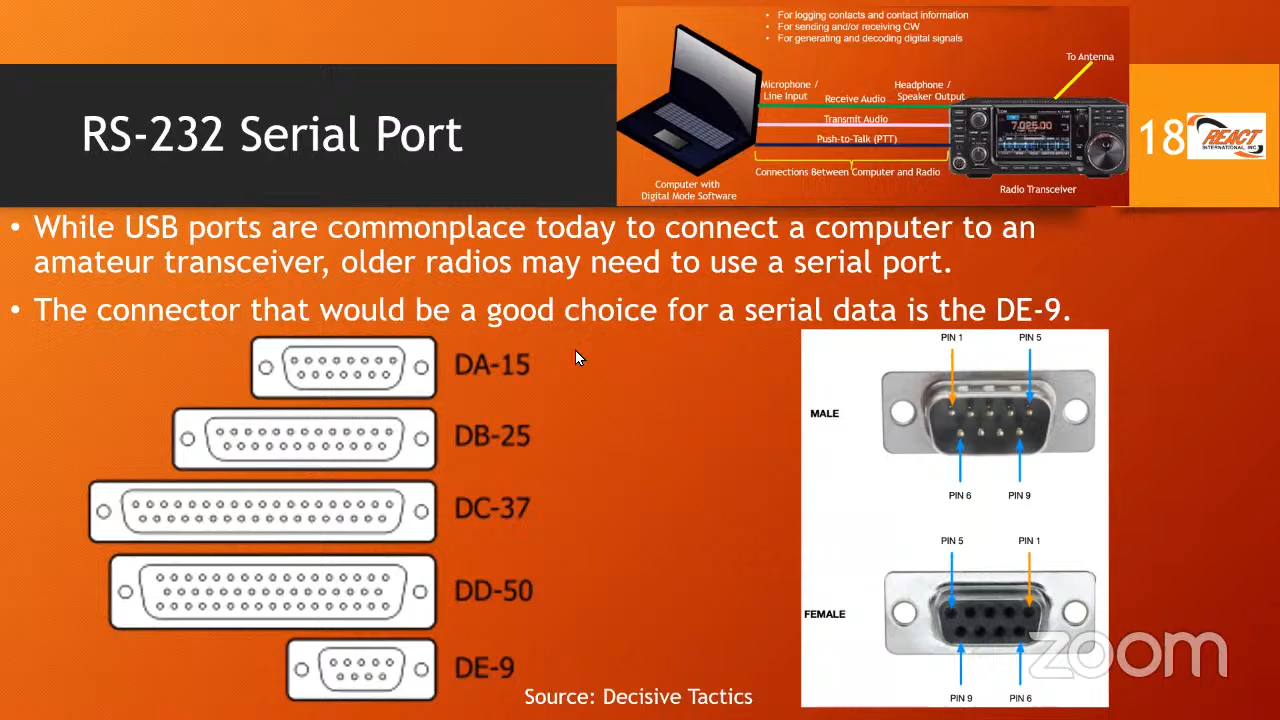 • For logging contacts and contact information
• For sending and/or receiving CW
• For generating and decoding digital signals
To Antenna
Microphone /
Line Input
Headphone /
Speaker Output
Receive Audio
Transmit Audio
Push-to-Talk (PTT)
Connections Between Computer and Radio
Computer with
Digital Mode Software
7.025.00
Radio Transceiver
RS-232 Serial Port
18
REACT
INTERNATIONAL, INC.
• While USB ports are commonplace today to connect a computer to an
amateur transceiver, older radios may need to use a serial port.
• The connector that would be a good choice for a serial data is the DE-9.
DA-15
DB-25
DC-37
DD-50
DE-9
Source: Decisive Tactics
PIN 1
PIN 5
MALE
PIN 6
PIN 9
PIN 5
PIN 1
FEMALE
PIN 9
PIN 6
zoom